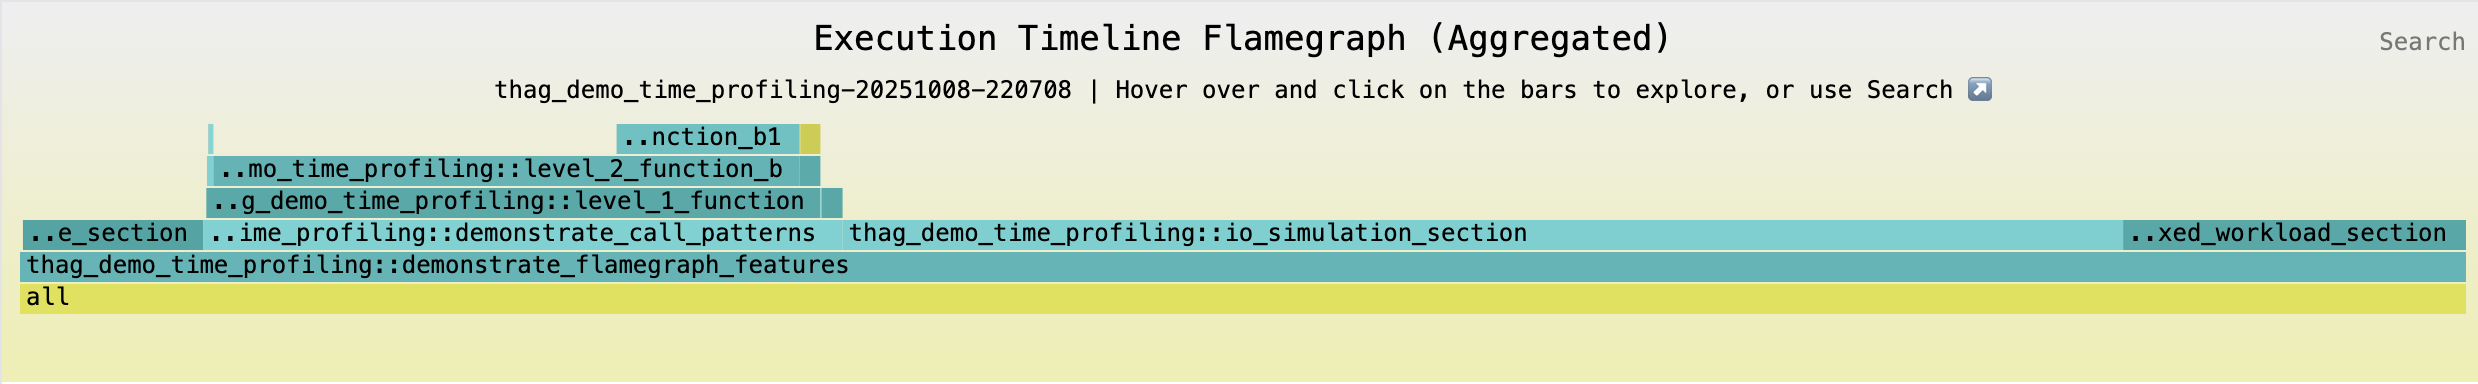 Execution Timeline Flamegraph (Aggregated)
Search
thag_demo_time_profiling-20251008-220708 | Hover over and click on the bars to explore, or use Search ↗
..nction_b1
..mo_time_profiling::level_2_function_b
..g_demo_time_profiling::level_1_function
..e_section ..ime_profiling::demonstrate_call_patterns thag_demo_time_profiling::io_simulation_section ..xed_workload_section
thag_demo_time_profiling::demonstrate_flamegraph_features
all